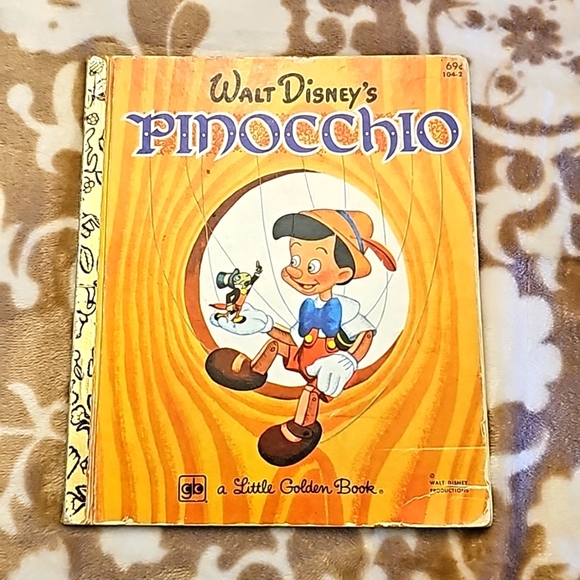 69¢
104-2
WALT DISNEY'S
PINOCCHIO
gb
a Little Golden Book®
©
WALT DISNEY
PRODUCTIONS